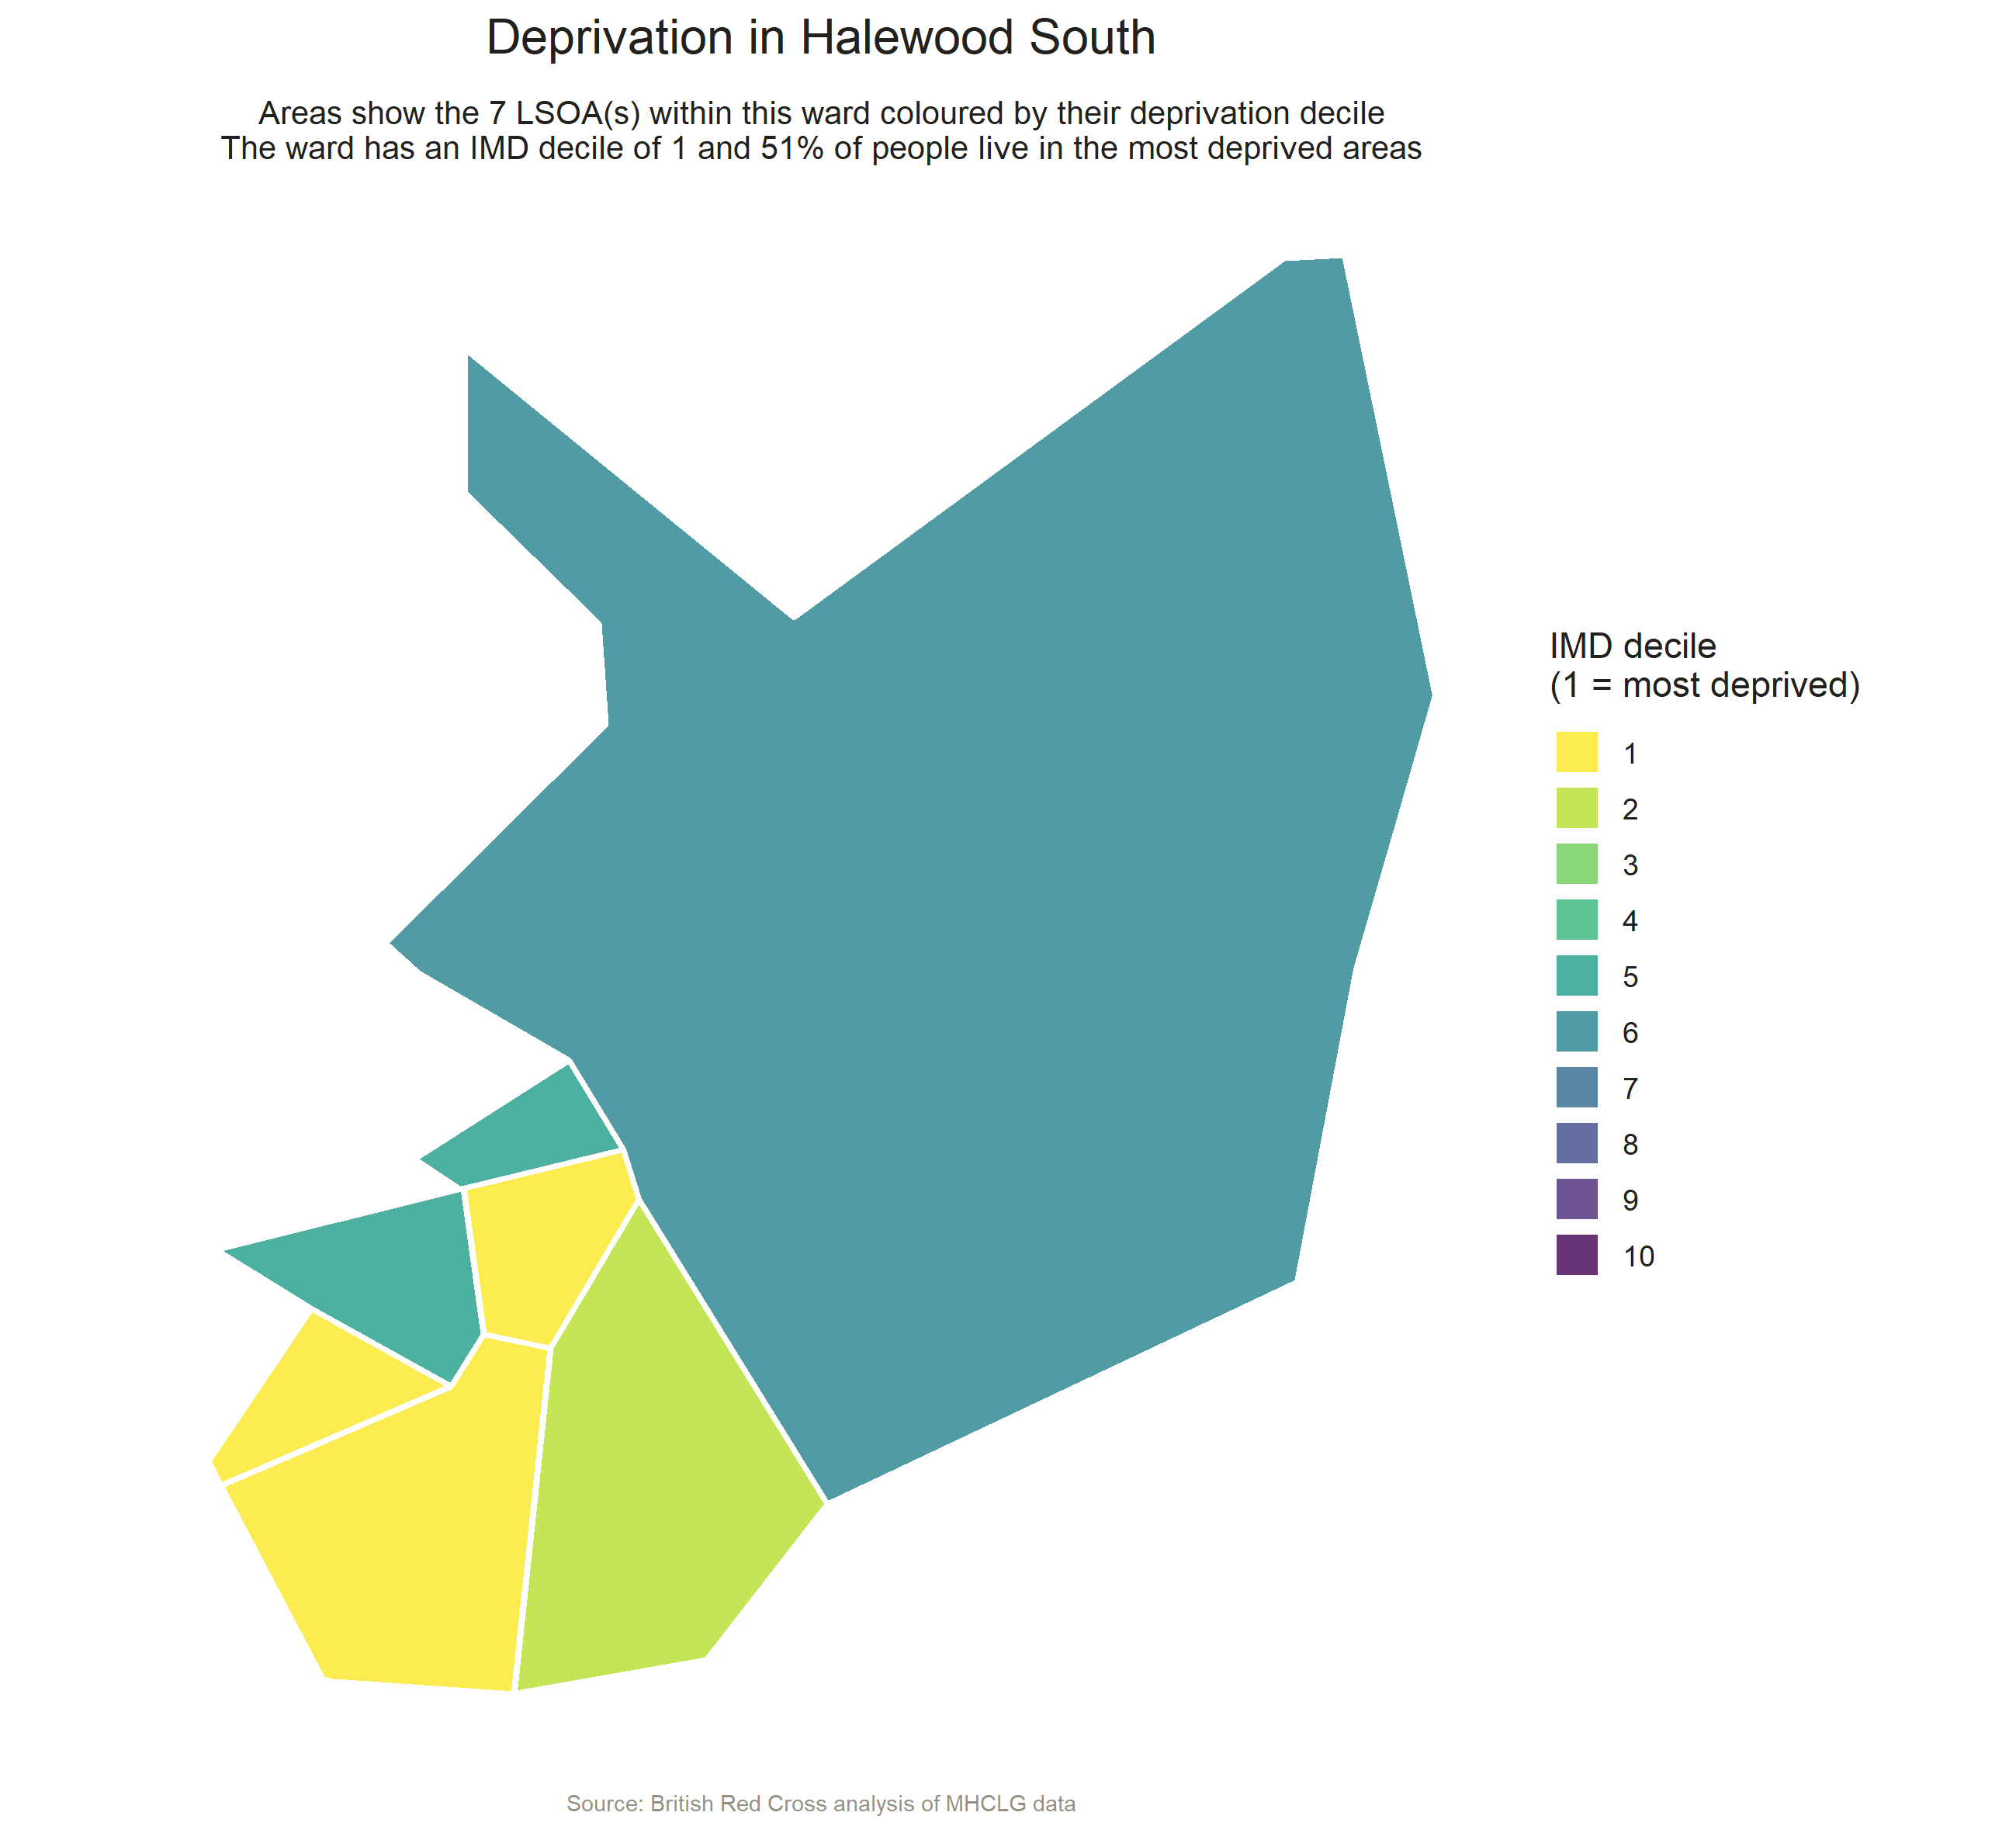 Deprivation in Halewood South
Areas show the 7 LSOA(s) within this ward coloured by their deprivation decile
The ward has an IMD decile of 1 and 51% of people live in the most deprived areas
IMD decile
(1 = most deprived)
1
2
3
4
5
6
7
8
9
10
Source: British Red Cross analysis of MHCLG data